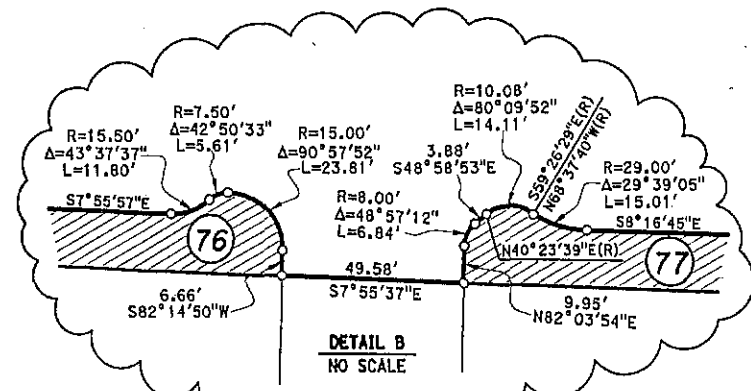 R=15.50'
Δ=43°37'37"
L=11.80'
S7°55'57"E
R=7.50'
Δ=42°50'33"
L=5.61'
R=15.00'
Δ=90°57'52"
L=23.81'
3.88'
S48°58'53"E
R=8.00'
Δ=48°57'12"
L=6.84'
R=10.08'
Δ=80°09'52"
L=14.11'
S59°26'29"E(R)
N68°37'40"W(R)
R=29.00'
Δ=29°39'05"
L=15.01'
S8°16'45"E
N40°23'39"E(R)
76
77
6.66'
S82°14'50"W
49.58'
S7°55'37"E
9.95'
N82°03'54"E
DETAIL B
NO SCALE